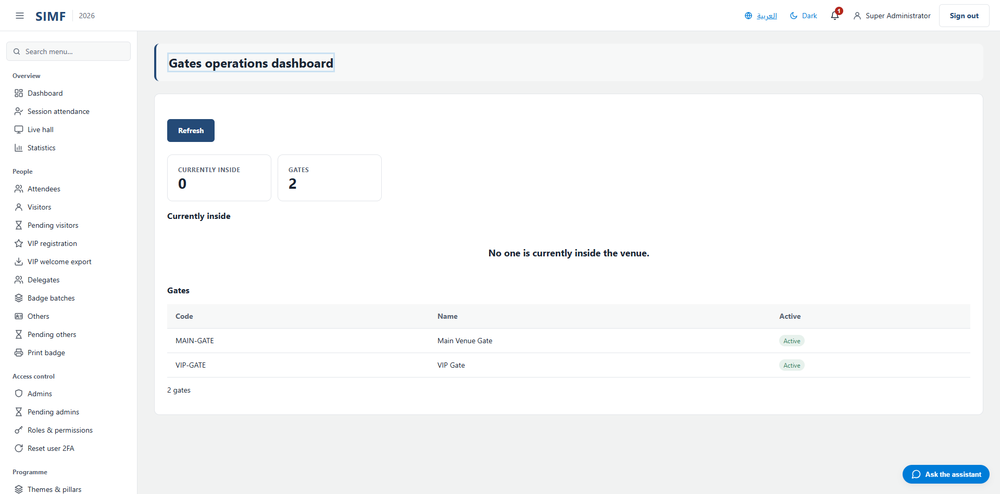 SIMF 2026
العربية
Dark
1
Super Administrator
Sign out
Search menu...
Overview
Dashboard
Session attendance
Live hall
Statistics
People
Attendees
Visitors
Pending visitors
VIP registration
VIP welcome export
Delegates
Badge batches
Others
Pending others
Print badge
Access control
Admins
Pending admins
Roles & permissions
Reset user 2FA
Programme
Themes & pillars
Gates operations dashboard
Refresh
CURRENTLY INSIDE
0
GATES
2
Currently inside
No one is currently inside the venue.
Gates
Code Name Active
MAIN-GATE Main Venue Gate Active
VIP-GATE VIP Gate Active
2 gates
Ask the assistant